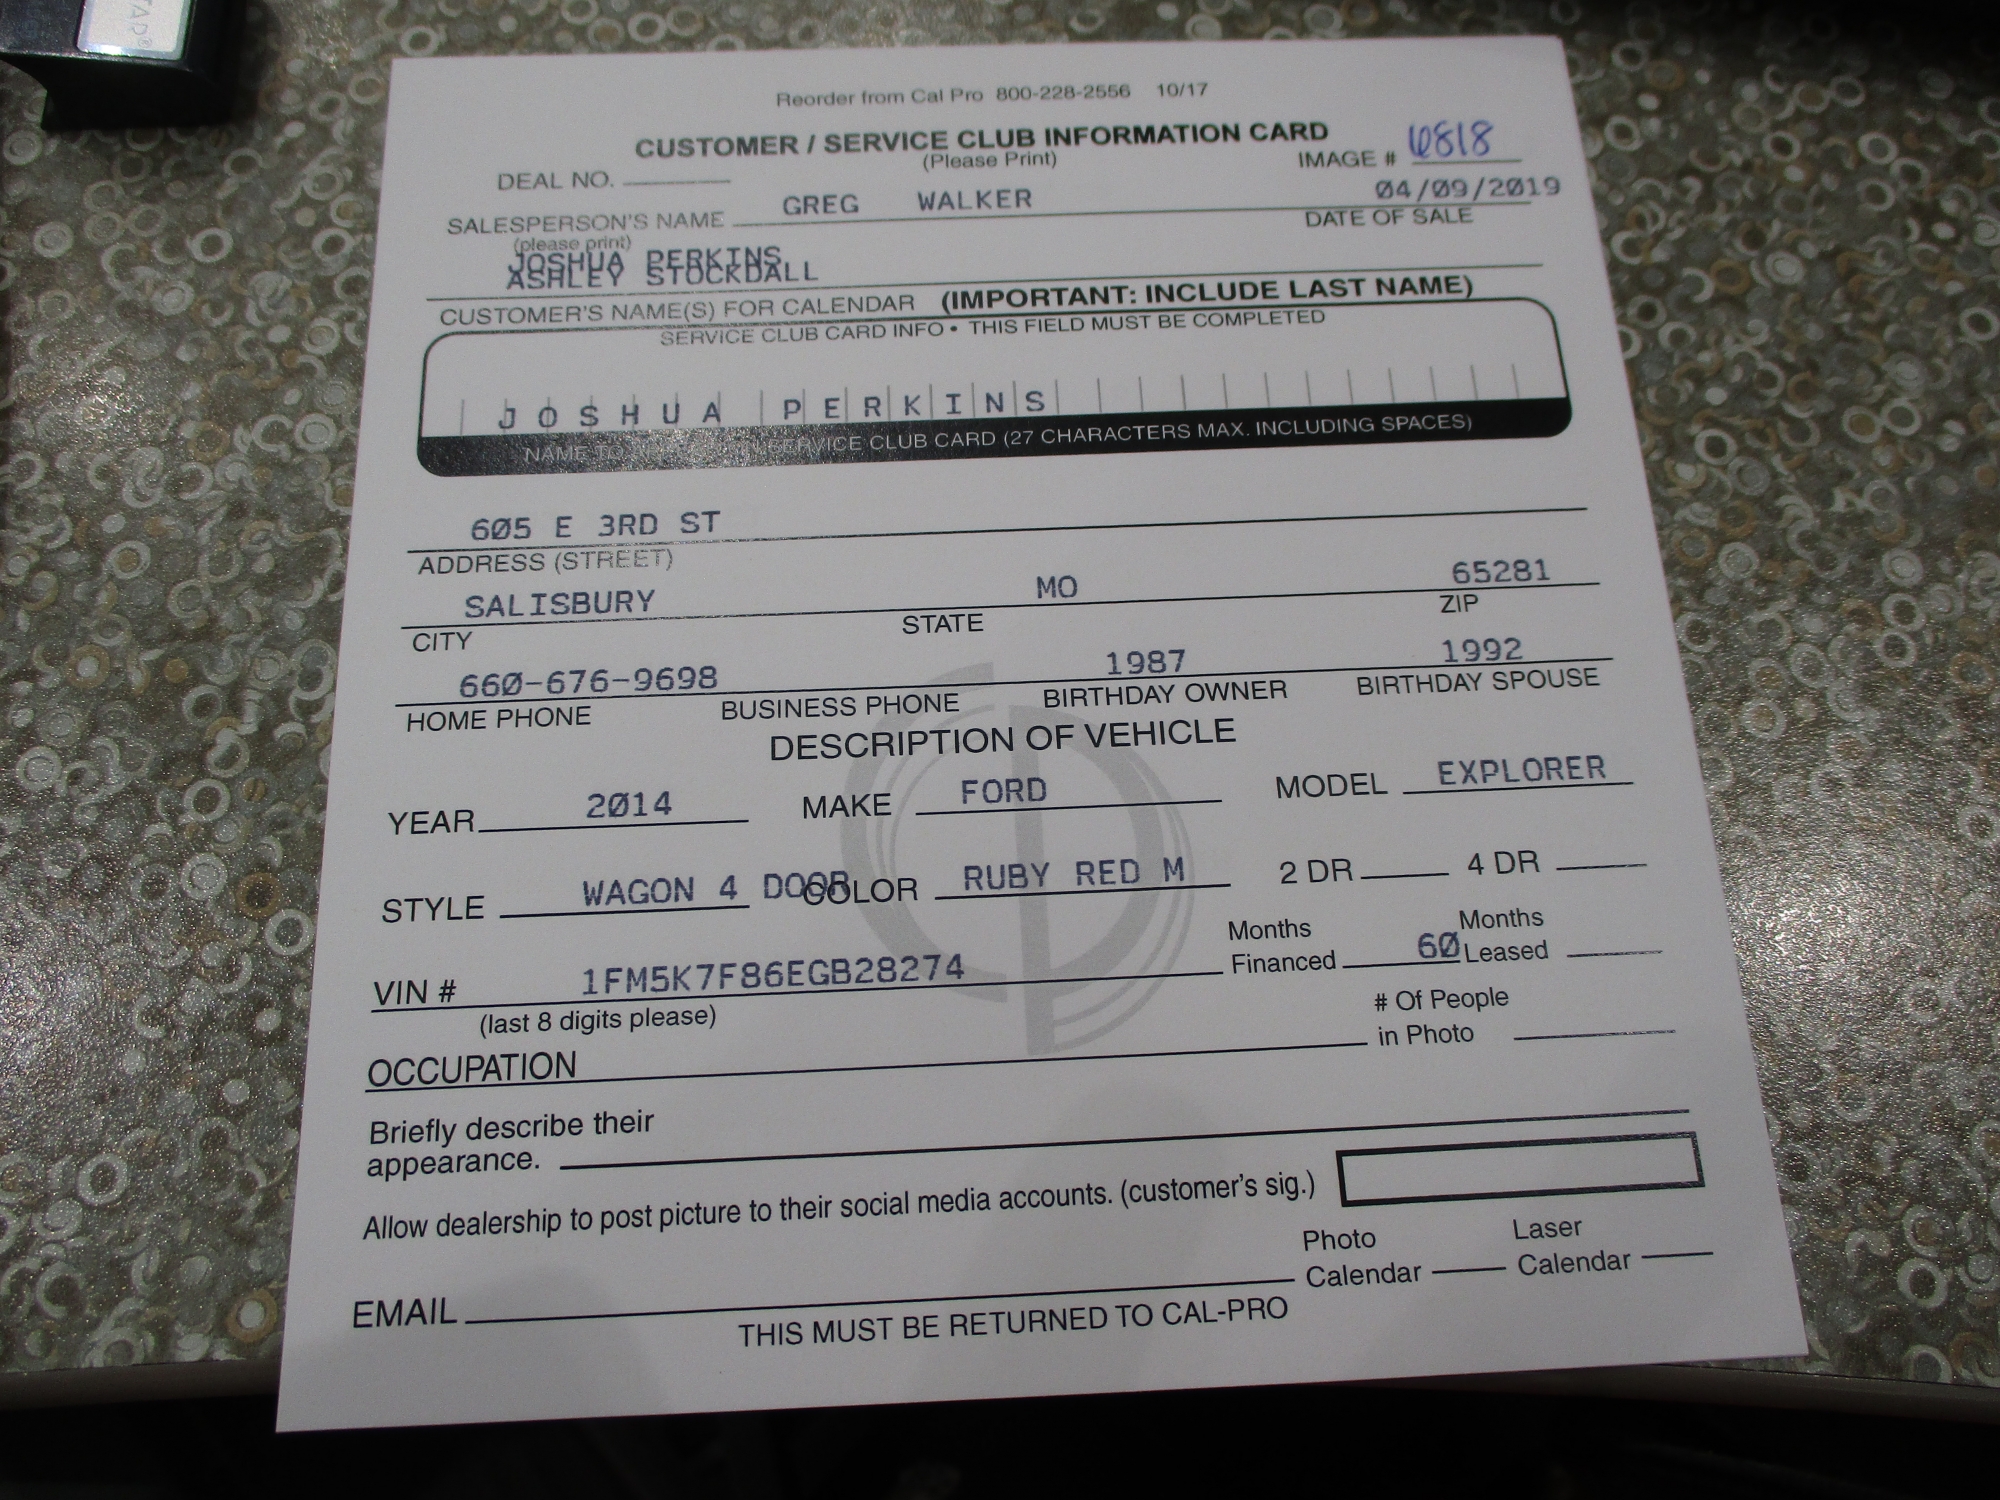 TAD®
Reorder from Cal Pro 800-228-2556 10/17
CUSTOMER / SERVICE CLUB INFORMATION CARD
(Please Print)
IMAGE # 6818
DEAL NO.
GREG WALKER 04/09/2019
SALESPERSON'S NAME DATE OF SALE
(please print)
JOSHUA PERKINS
ASHLEY STOCKDALL
CUSTOMER'S NAME(S) FOR CALENDAR (IMPORTANT: INCLUDE LAST NAME)
SERVICE CLUB CARD INFO • THIS FIELD MUST BE COMPLETED
JOSHUA PERKINS
NAME TO SERVICE CLUB CARD (27 CHARACTERS MAX. INCLUDING SPACES)
605 E 3RD ST
ADDRESS (STREET)
SALISBURY MO 65281
CITY STATE ZIP
660-676-9698 1987 1992
HOME PHONE BUSINESS PHONE BIRTHDAY OWNER BIRTHDAY SPOUSE
DESCRIPTION OF VEHICLE
YEAR 2014 MAKE FORD MODEL EXPLORER
STYLE WAGON 4 DOOR COLOR RUBY RED M 2 DR 4 DR
Months Months
VIN # 1FM5K7F86EGB28274 Financed 60 Leased
(last 8 digits please)
# Of People
OCCUPATION in Photo
Briefly describe their
appearance.
Allow dealership to post picture to their social media accounts. (customer's sig.)
Photo Laser
EMAIL Calendar Calendar
THIS MUST BE RETURNED TO CAL-PRO